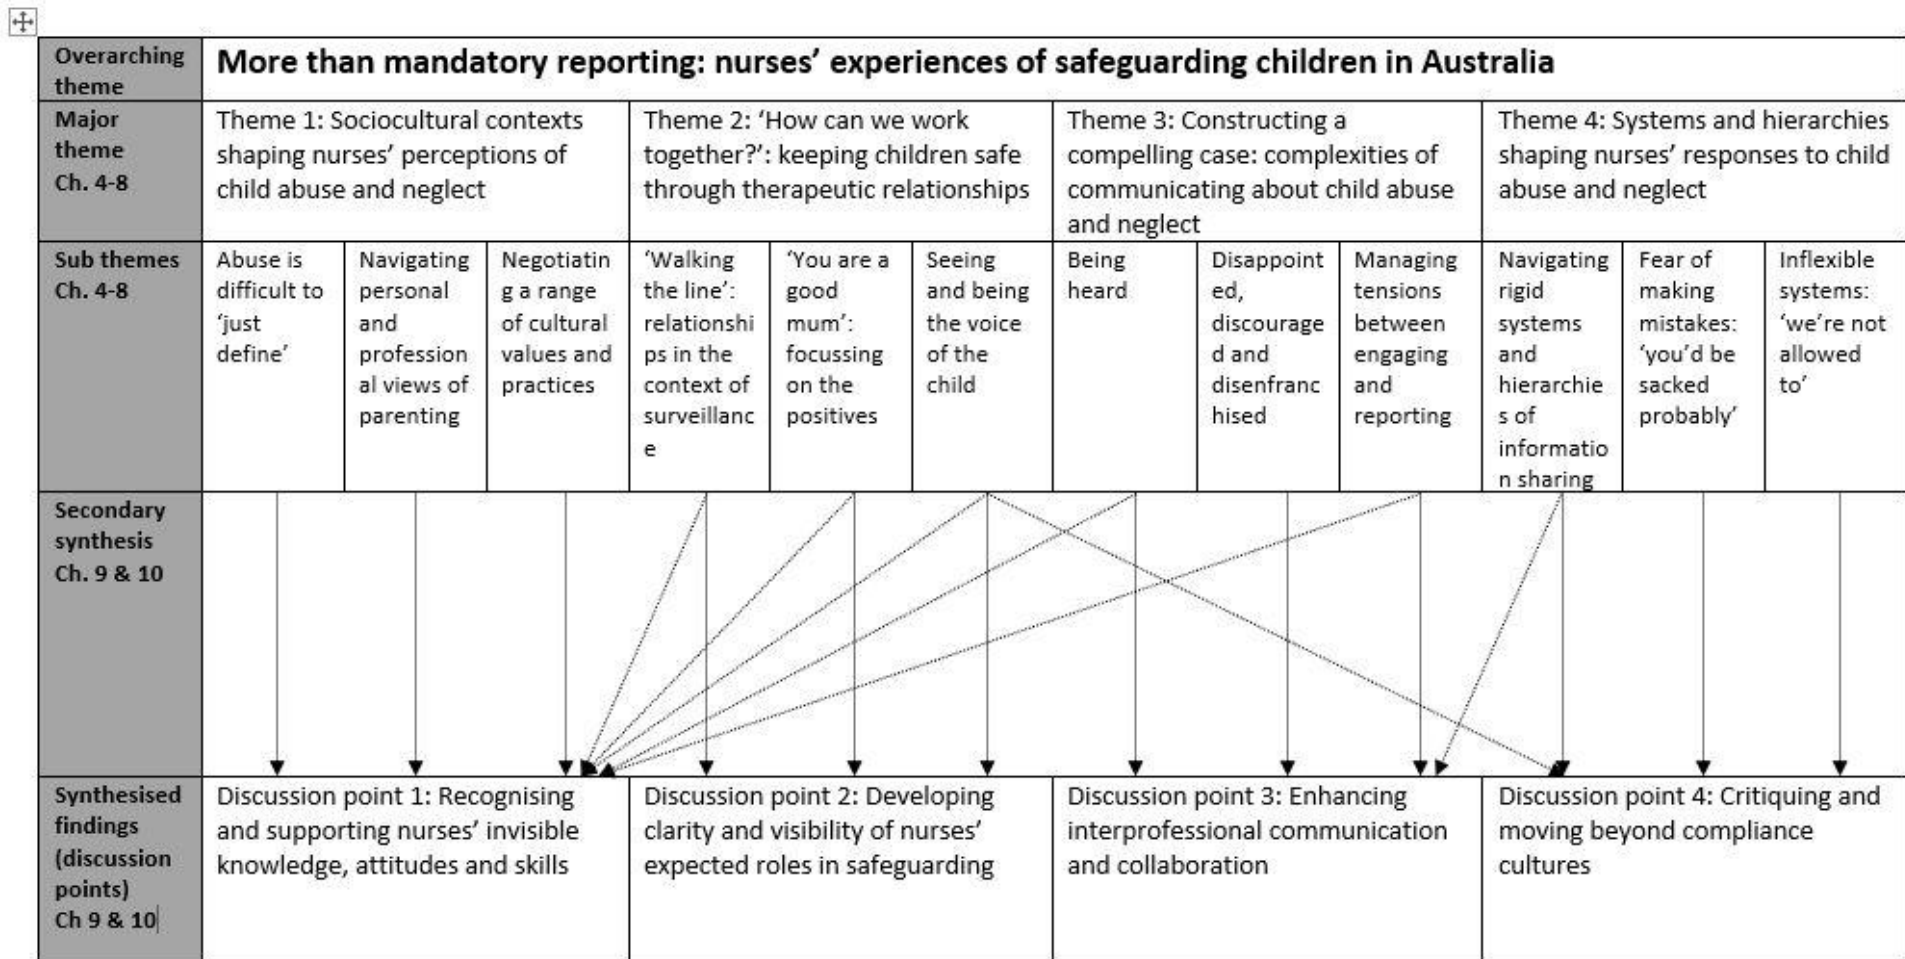 Overarching
theme
More than mandatory reporting: nurses’ experiences of safeguarding children in Australia
Major
theme
Ch. 4-8
Theme 1: Sociocultural contexts
shaping nurses’ perceptions of
child abuse and neglect
Theme 2: ‘How can we work
together?’: keeping children safe
through therapeutic relationships
Theme 3: Constructing a
compelling case: complexities of
communicating about child abuse
and neglect
Theme 4: Systems and hierarchies
shaping nurses’ responses to child
abuse and neglect
Sub themes
Ch. 4-8
Abuse is
difficult to
‘just
define’
Navigating
personal
and
profession
al views of
parenting
Negotiatin
g a range
of cultural
values and
practices
‘Walking
the line’:
relationshi
ps in the
context of
surveillanc
e
‘You are a
good
mum’:
focussing
on the
positives
Seeing
and being
the voice
of the
child
Being
heard
Disappoint
ed,
discourage
d and
disenfranc
hised
Managing
tensions
between
engaging
and
reporting
Navigating
rigid
systems
and
hierarchie
s of
informatio
n sharing
Fear of
making
mistakes:
‘you’d be
sacked
probably’
Inflexible
systems:
‘we’re not
allowed
to’
Secondary
synthesis
Ch. 9 & 10
Synthesised
findings
(discussion
points)
Ch 9 & 10
Discussion point 1: Recognising
and supporting nurses’ invisible
knowledge, attitudes and skills
Discussion point 2: Developing
clarity and visibility of nurses’
expected roles in safeguarding
Discussion point 3: Enhancing
interprofessional communication
and collaboration
Discussion point 4: Critiquing and
moving beyond compliance
cultures